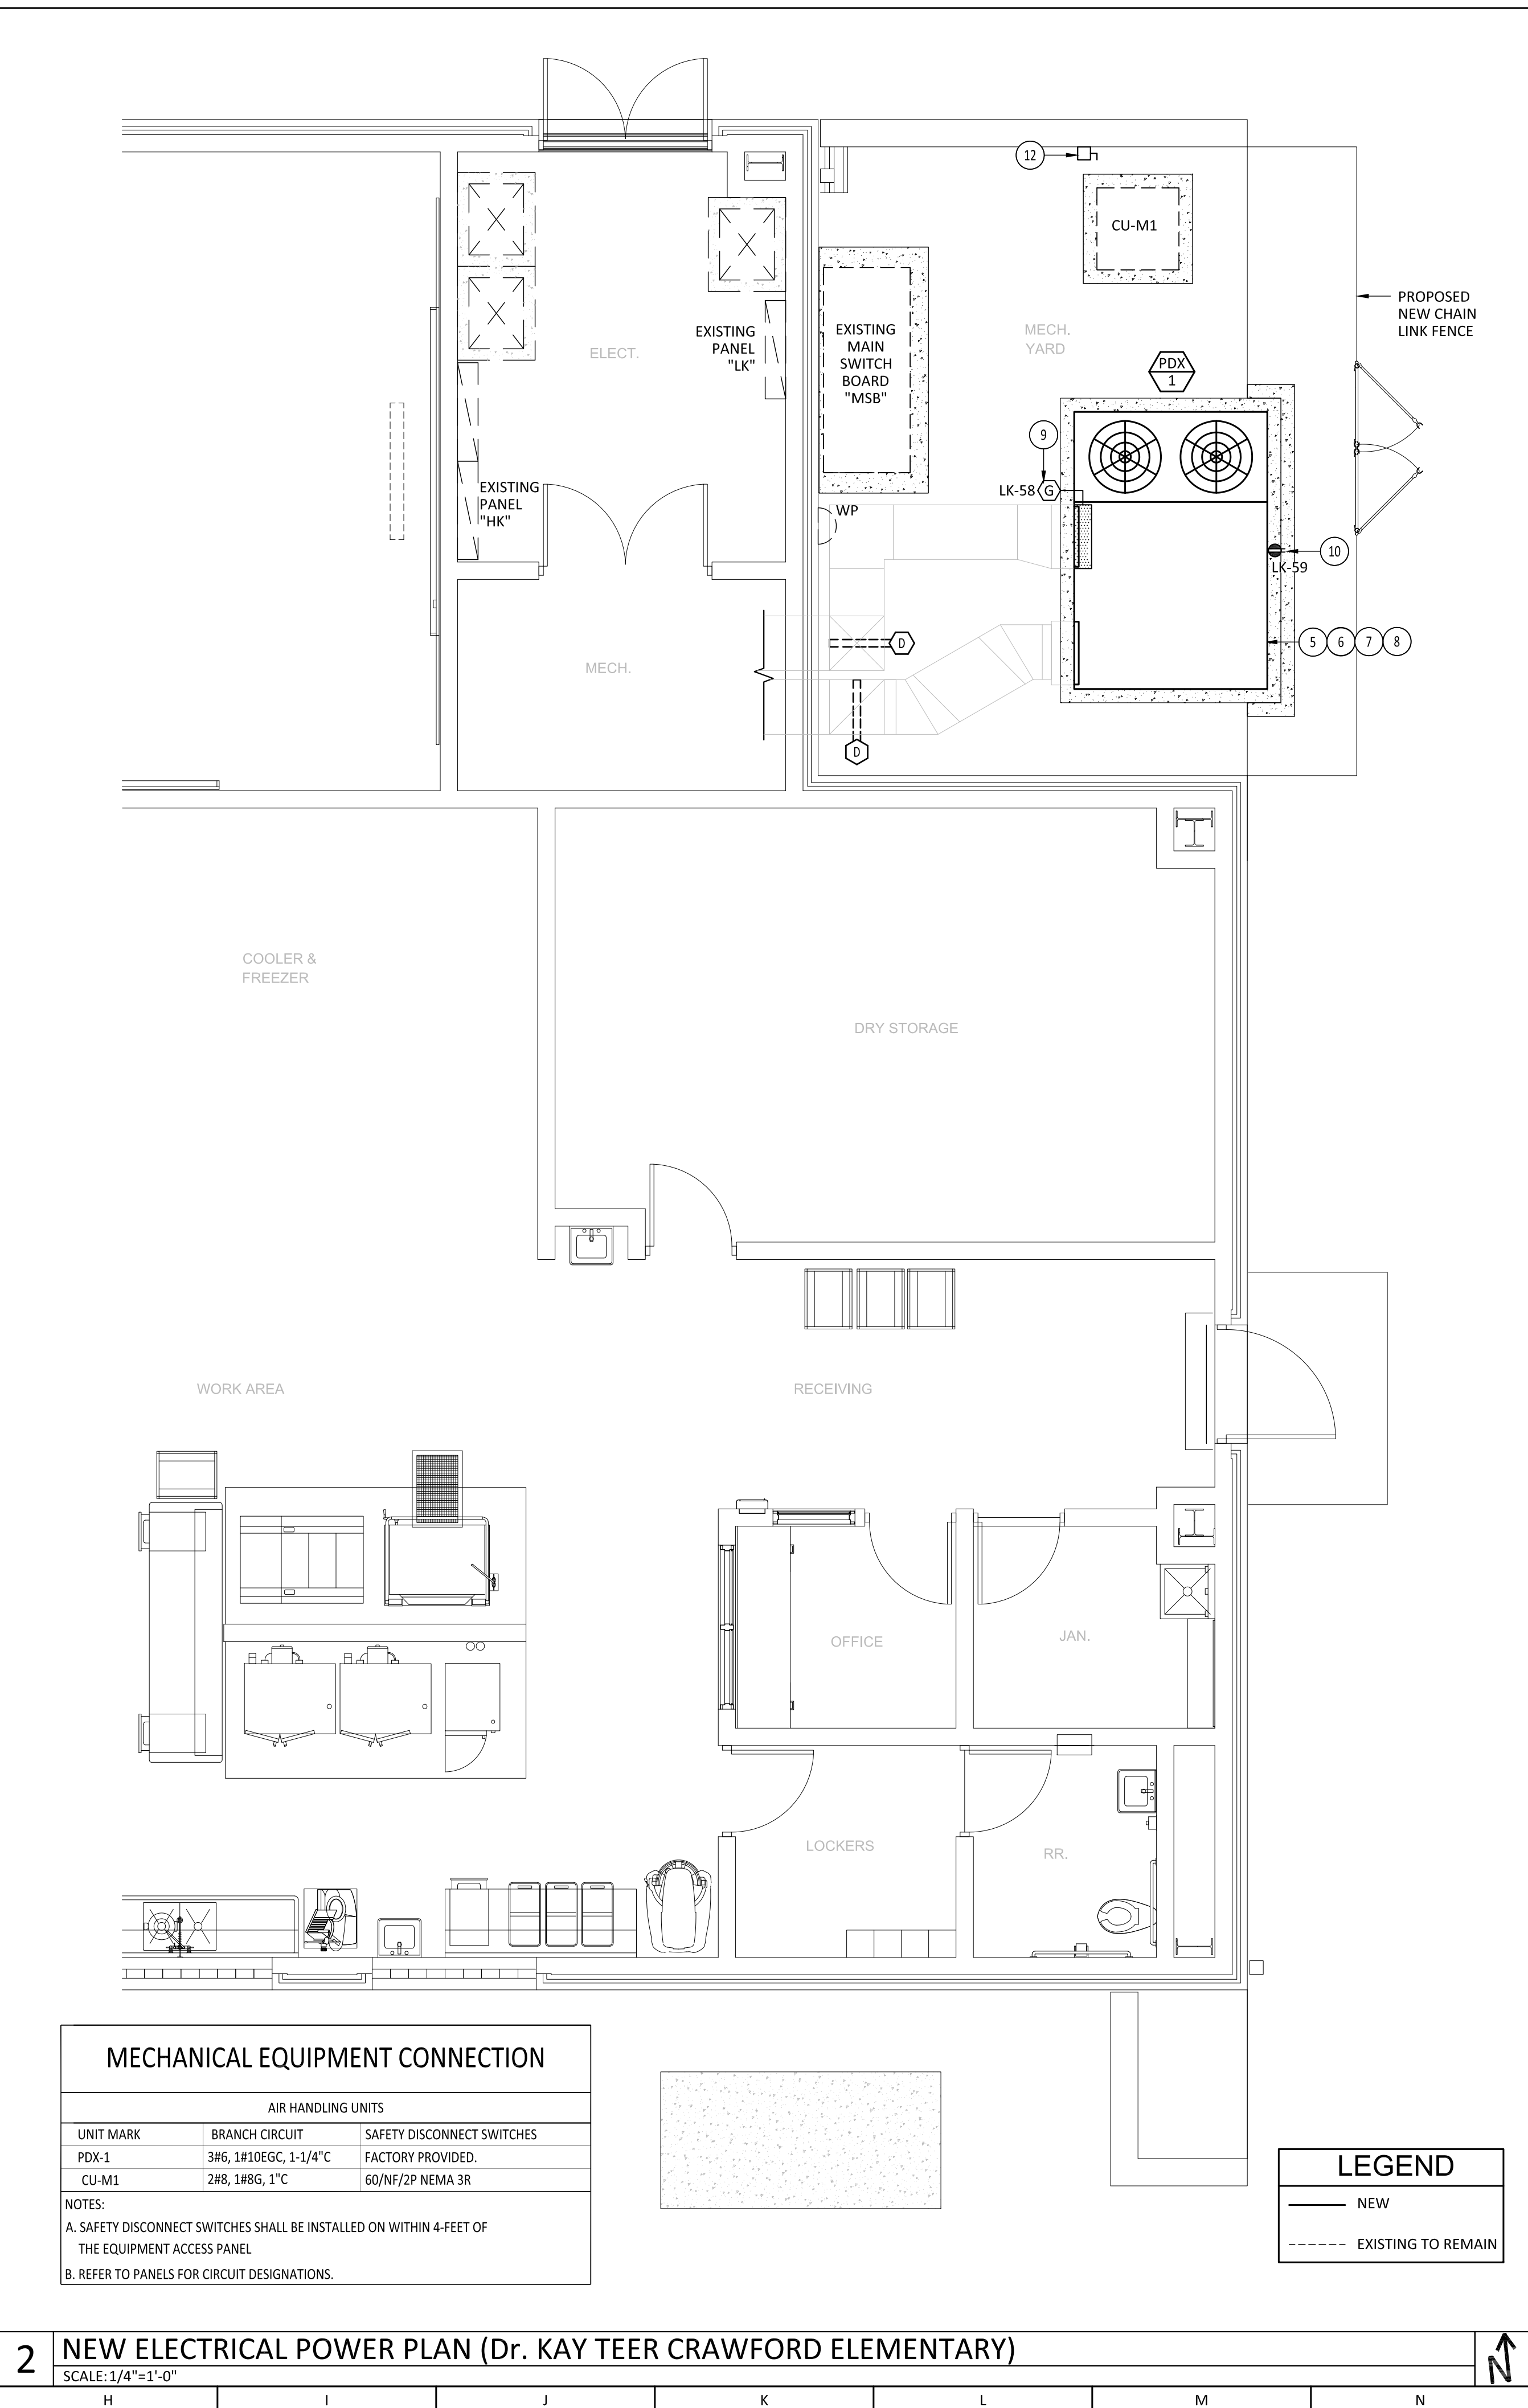 12
CU-M1
PROPOSED
NEW CHAIN
LINK FENCE
EXISTING
PANEL
"LK"
EXISTING
MAIN
SWITCH
BOARD
"MSB"
MECH.
YARD
ELECT.
PDX
1
9
LK-58
G
EXISTING
PANEL
"HK"
WP
10
LK-59
D
5
6
7
8
MECH.
D
COOLER &
FREEZER
DRY STORAGE
WORK AREA
RECEIVING
OFFICE
JAN.
LOCKERS
RR.
MECHANICAL EQUIPMENT CONNECTION
AIR HANDLING UNITS
UNIT MARK BRANCH CIRCUIT SAFETY DISCONNECT SWITCHES
PDX-1 3#6, 1#10EGC, 1-1/4"C FACTORY PROVIDED.
CU-M1 2#8, 1#8G, 1"C 60/NF/2P NEMA 3R
NOTES:
A. SAFETY DISCONNECT SWITCHES SHALL BE INSTALLED ON WITHIN 4-FEET OF
THE EQUIPMENT ACCESS PANEL
B. REFER TO PANELS FOR CIRCUIT DESIGNATIONS.
LEGEND
NEW
EXISTING TO REMAIN
2
NEW ELECTRICAL POWER PLAN (Dr. KAY TEER CRAWFORD ELEMENTARY)
SCALE:1/4"=1'-0"
N
H I J K L M N